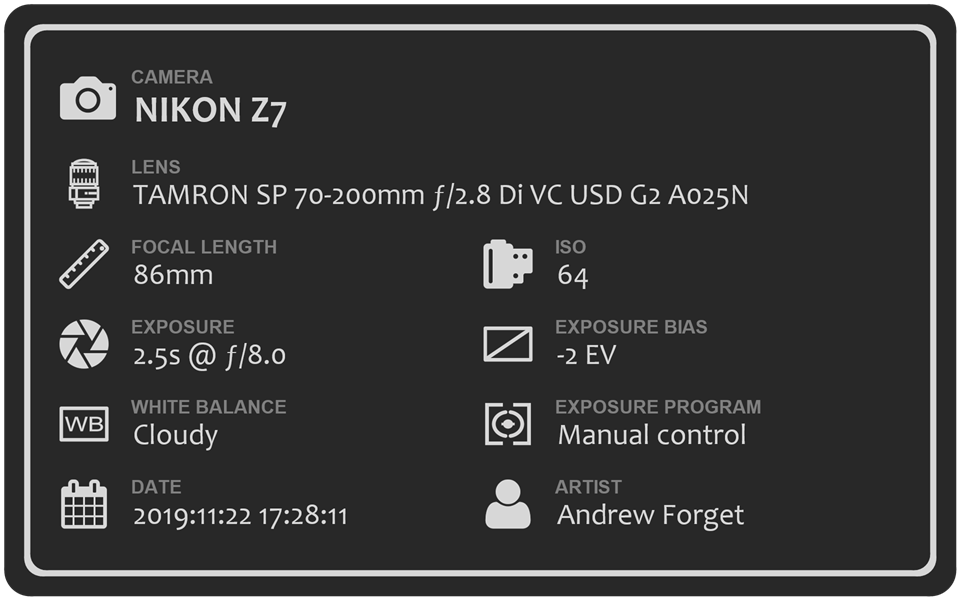 CAMERA
NIKON Z7
LENS
TAMRON SP 70-200mm ƒ/2.8 Di VC USD G2 A025N
FOCAL LENGTH
86mm
ISO
64
EXPOSURE
2.5s @ ƒ/8.0
EXPOSURE BIAS
-2 EV
WB
WHITE BALANCE
Cloudy
EXPOSURE PROGRAM
Manual control
DATE
2019:11:22 17:28:11
ARTIST
Andrew Forget